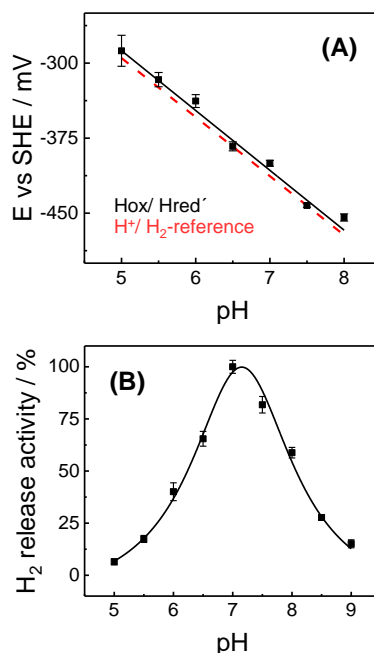 (A)
E vs SHE / mV
-300
-375
-450
Hox/ Hred´
H⁺/ H₂-reference
5 6 7 8
pH
(B)
H₂ release activity / %
100
75
50
25
0
5 6 7 8 9
pH